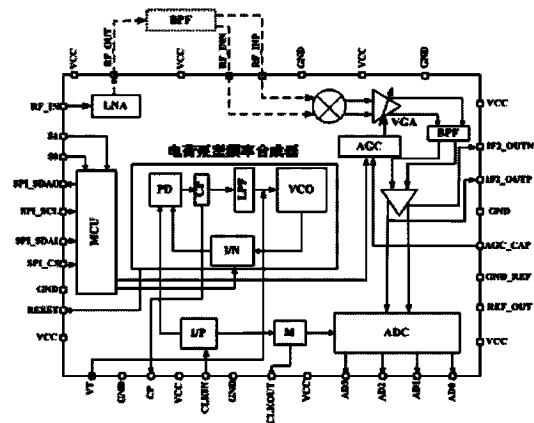 BPF
VCC
RF_OUT
VCC
RF_INN
RF_INP
GND
VCC
GND
RF_IN
LNA
VGA
VCC
BPF
S1
AGC
IF2_OUTN
S0
电荷泵型频率合成器
IF2_OUTP
SPI_SDAO
PD
CP
LPF
VCO
SPI_SCL
MCU
GND
SPI_SDAI
1/N
AGC_CAP
SPI_CS
GND
GND_REF
RESET
REF_OUT
1/P
M
ADC
VCC
VCC
VT
GND
CP
VCC
CLKIN
GND
CLKOUT
VCC
AD3
AD2
AD1
AD0